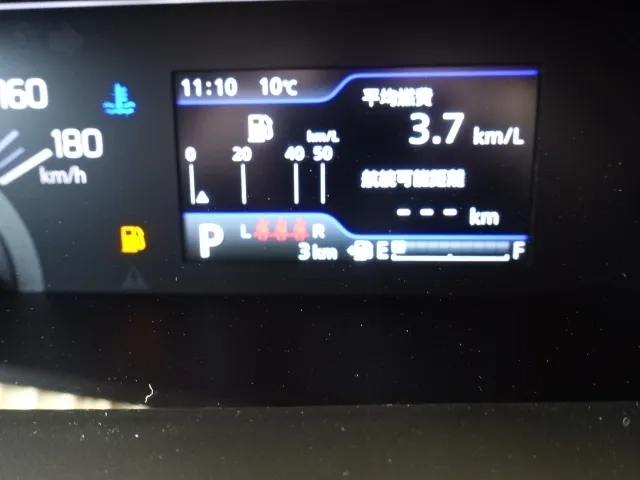 160
180
km/h
11:10 10℃
平均燃費
3.7 km/L
km/L
0 20 40 50
航続可能距離
--- km
P L R
3km E F